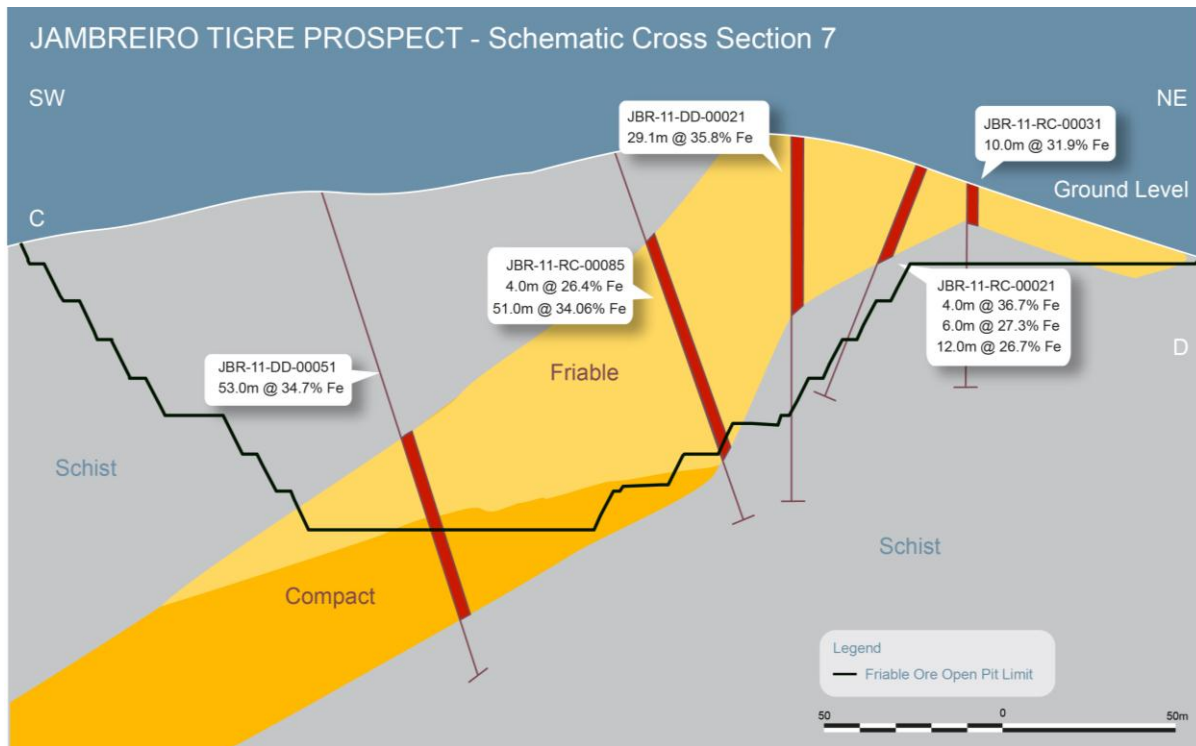 JAMBREIRO TIGRE PROSPECT - Schematic Cross Section 7
SW
NE
JBR-11-DD-00021
29.1m @ 35.8% Fe
JBR-11-RC-00031
10.0m @ 31.9% Fe
Ground Level
C
JBR-11-RC-00085
4.0m @ 26.4% Fe
51.0m @ 34.06% Fe
JBR-11-RC-00021
4.0m @ 36.7% Fe
6.0m @ 27.3% Fe
12.0m @ 26.7% Fe
D
JBR-11-DD-00051
53.0m @ 34.7% Fe
Friable
Schist
Schist
Compact
Legend
Friable Ore Open Pit Limit
50 0 50m